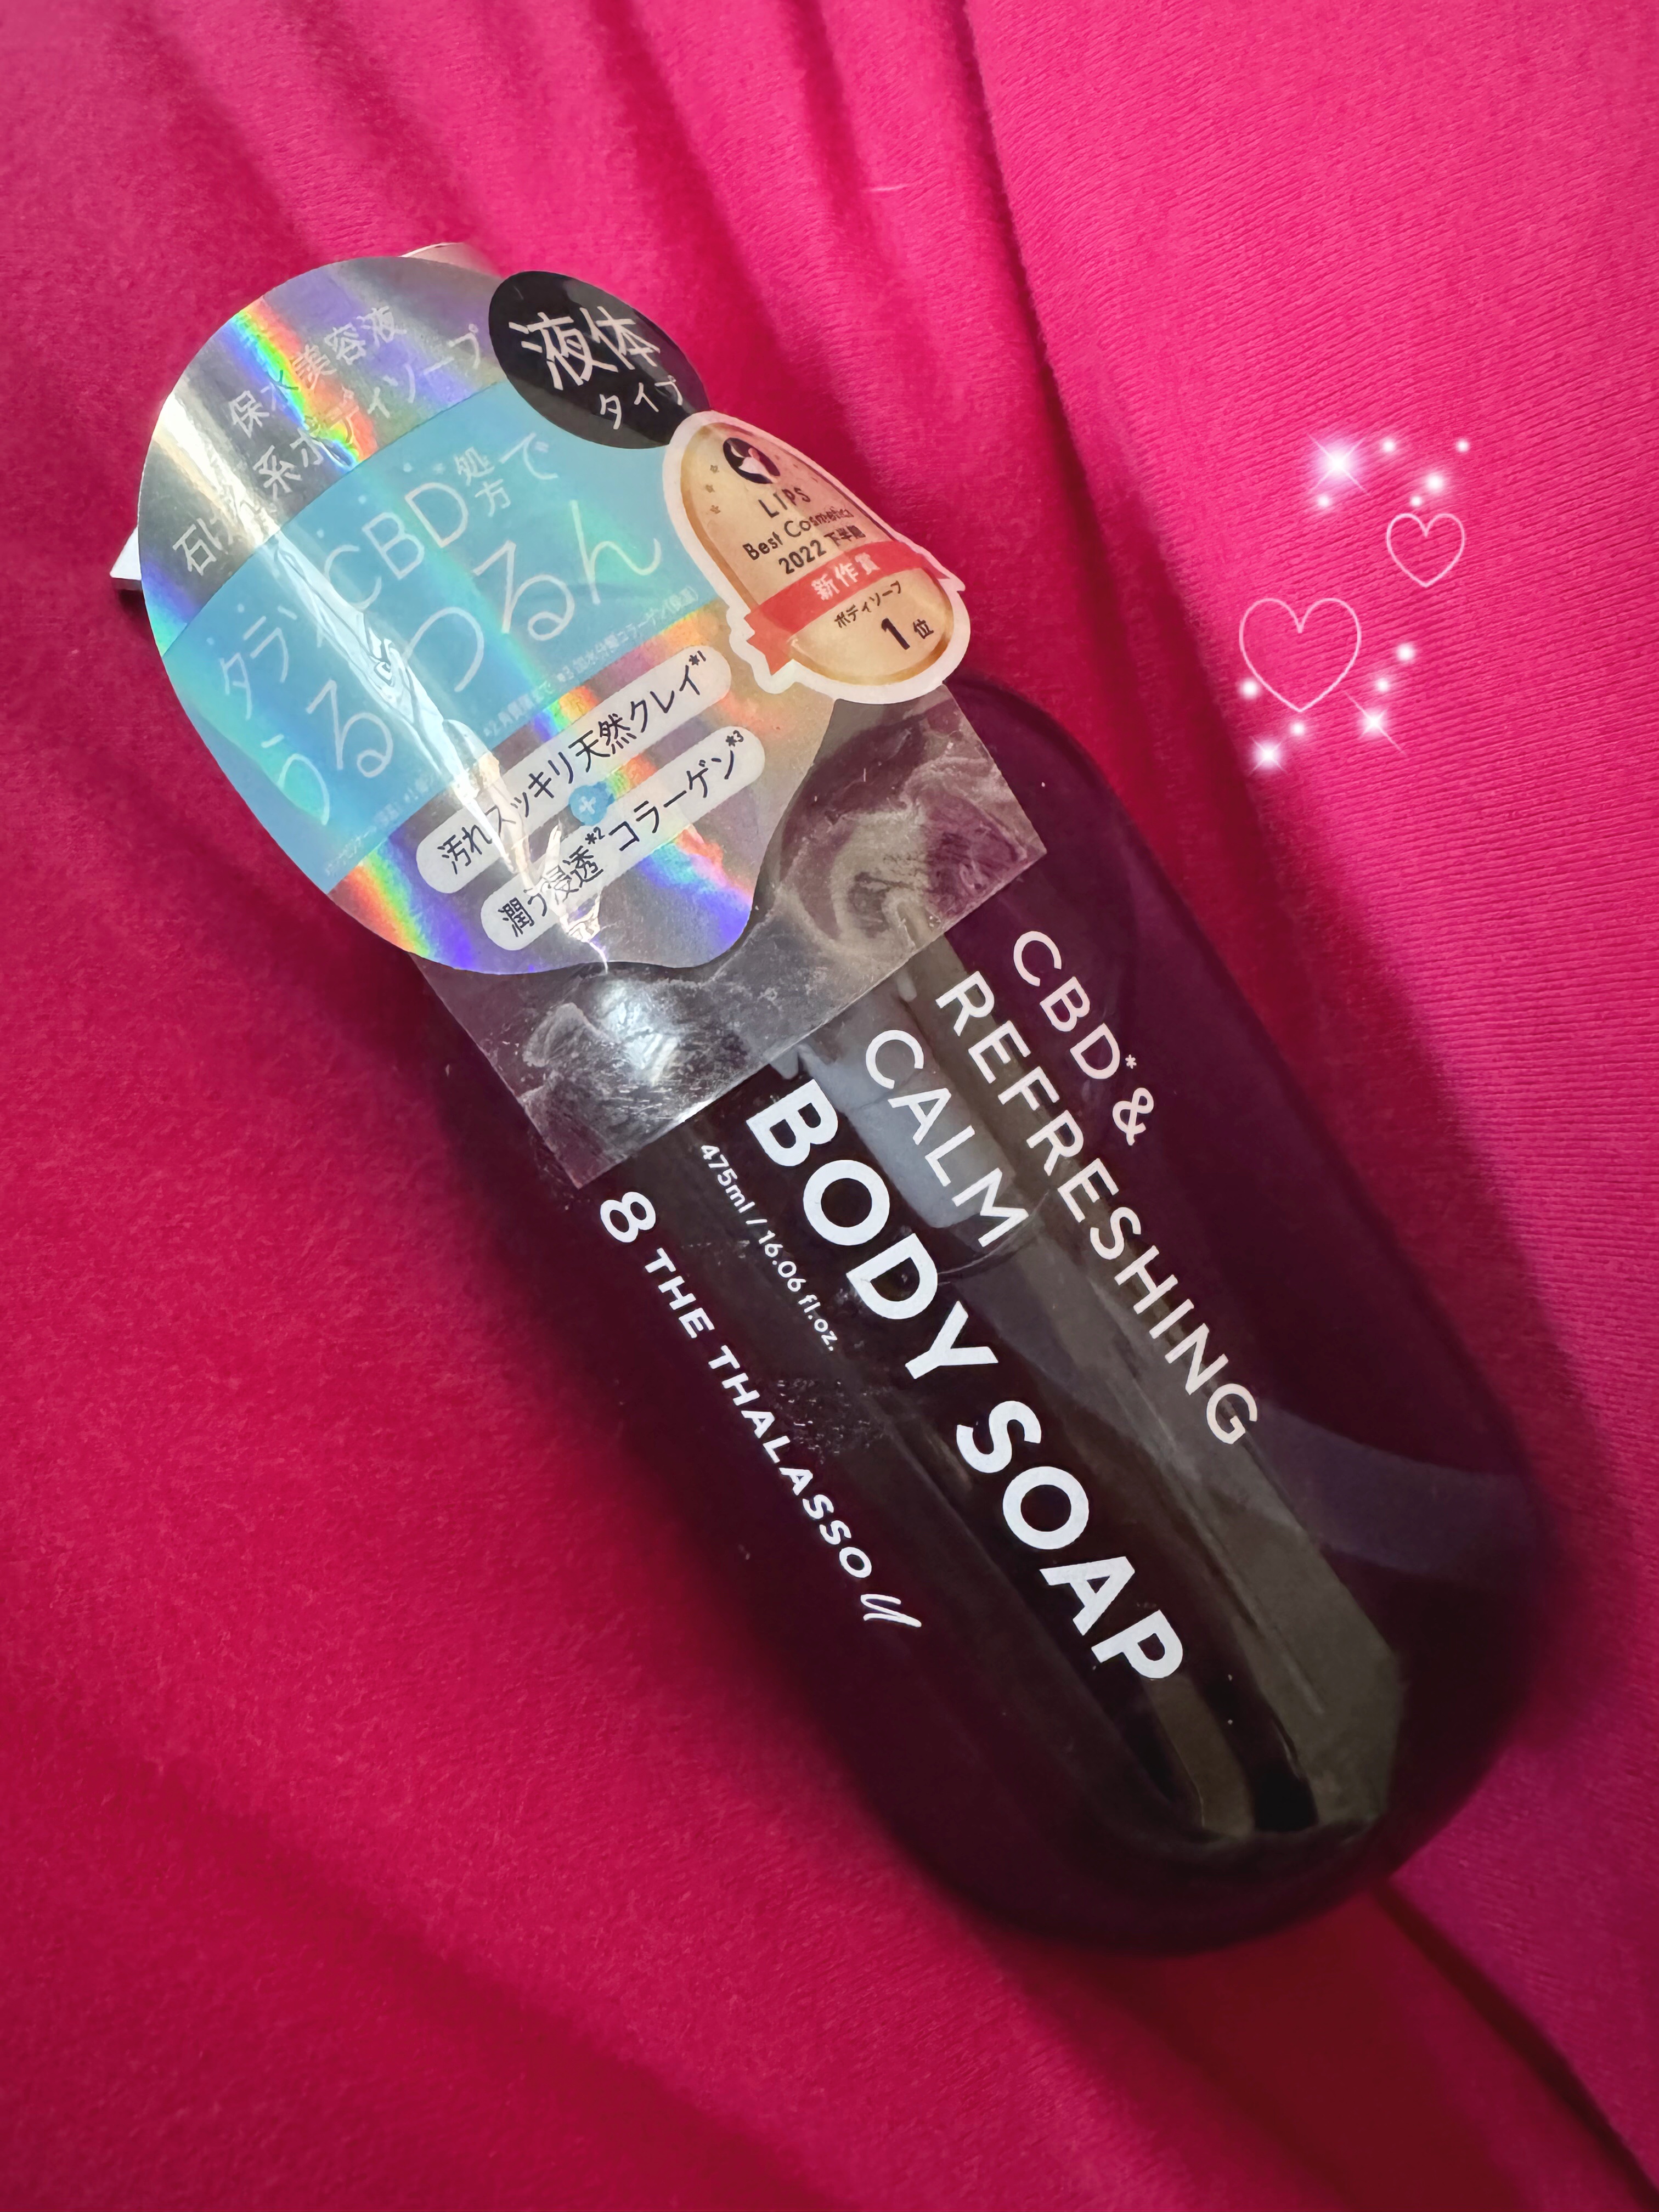 保水美容液
石けん系ボディソープ
液体
タイプ
タラソCBD処方で
うるつるん
汚れスッキリ天然クレイ*1
+
潤う浸透*2コラーゲン*3
LIPS
Best Cosmetics
2022 下半期
新作賞
ボディソープ
1位
CBD*&
REFRESHING
CALM
BODY SOAP
475ml / 16.06 fl.oz.
8 THE THALASSO u